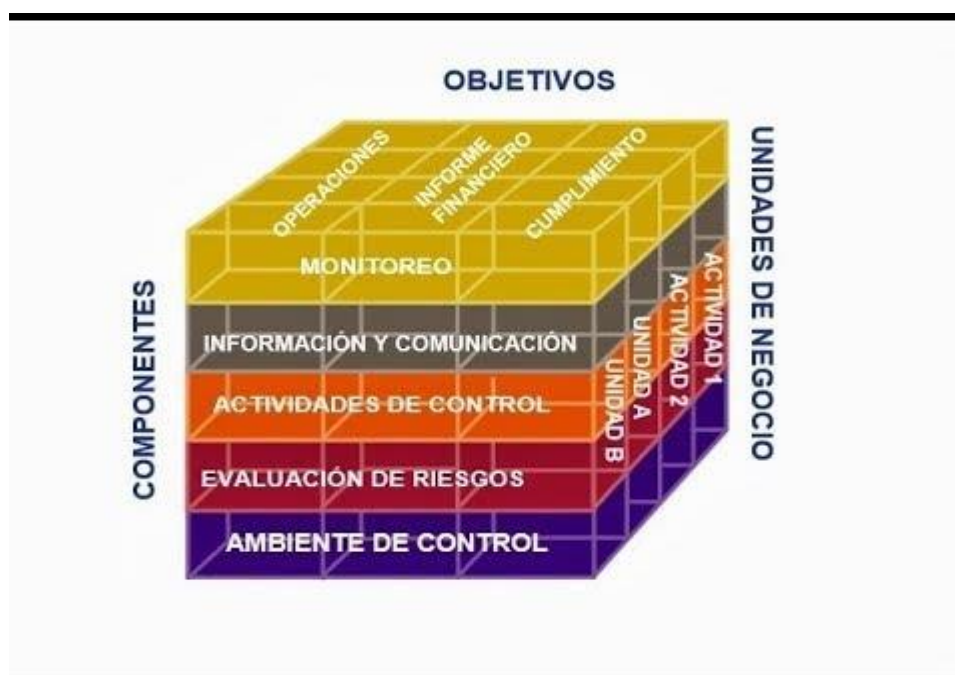 OBJETIVOS
OPERACIONES
INFORME
FINANCIERO
CUMPLIMIENTO
MONITOREO
INFORMACIÓN Y COMUNICACIÓN
ACTIVIDADES DE CONTROL
EVALUACIÓN DE RIESGOS
AMBIENTE DE CONTROL
COMPONENTES
UNIDAD B
UNIDAD A
ACTIVIDAD 2
ACTIVIDAD 1
UNIDADES DE NEGOCIO